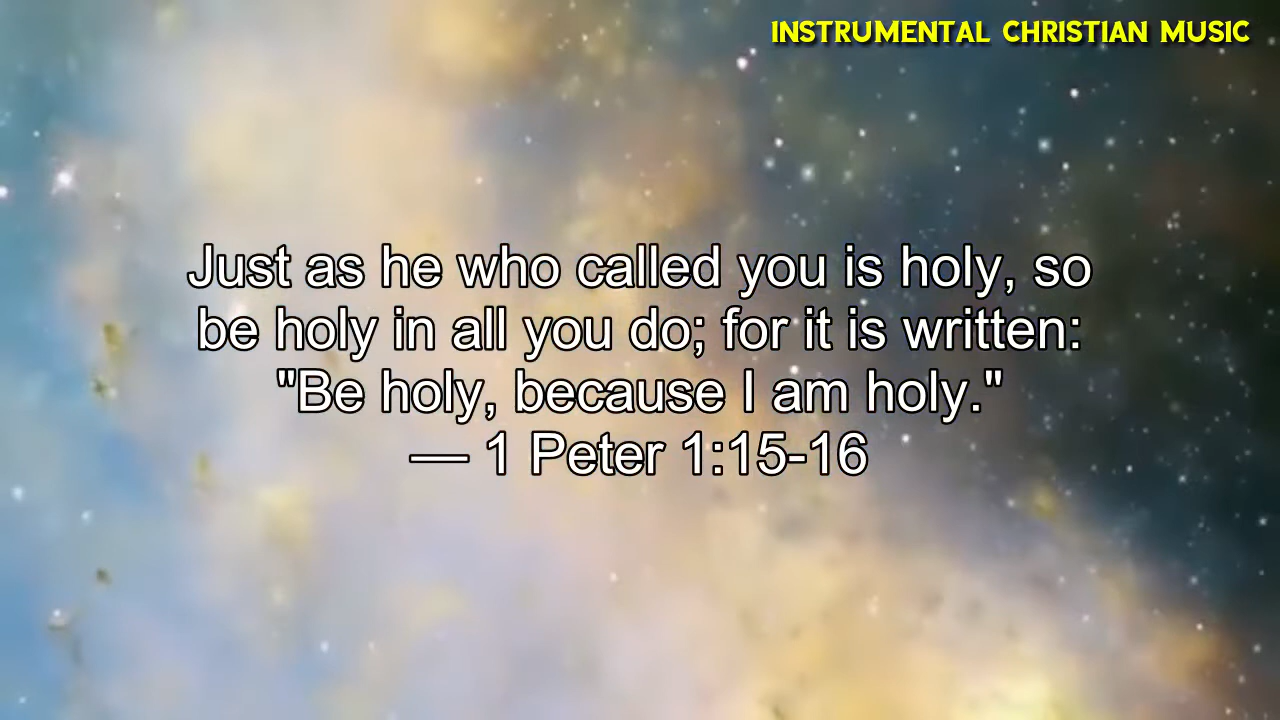 INSTRUMENTAL CHRISTIAN MUSIC
Just as he who called you is holy, so
be holy in all you do; for it is written:
"Be holy, because I am holy."
— 1 Peter 1:15-16